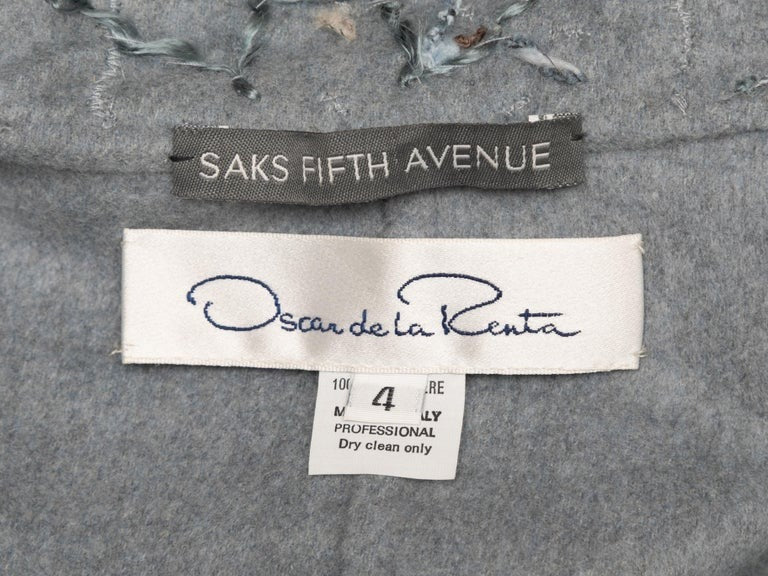 SAKS FIFTH AVENUE
Oscar de la Renta
4
PROFESSIONAL
Dry clean only